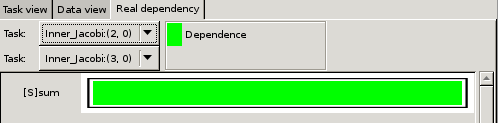 Task view Data view Real dependency
Task: Inner_Jacobi:(2, 0) Dependence
Task: Inner_Jacobi:(3, 0)
[S]sum